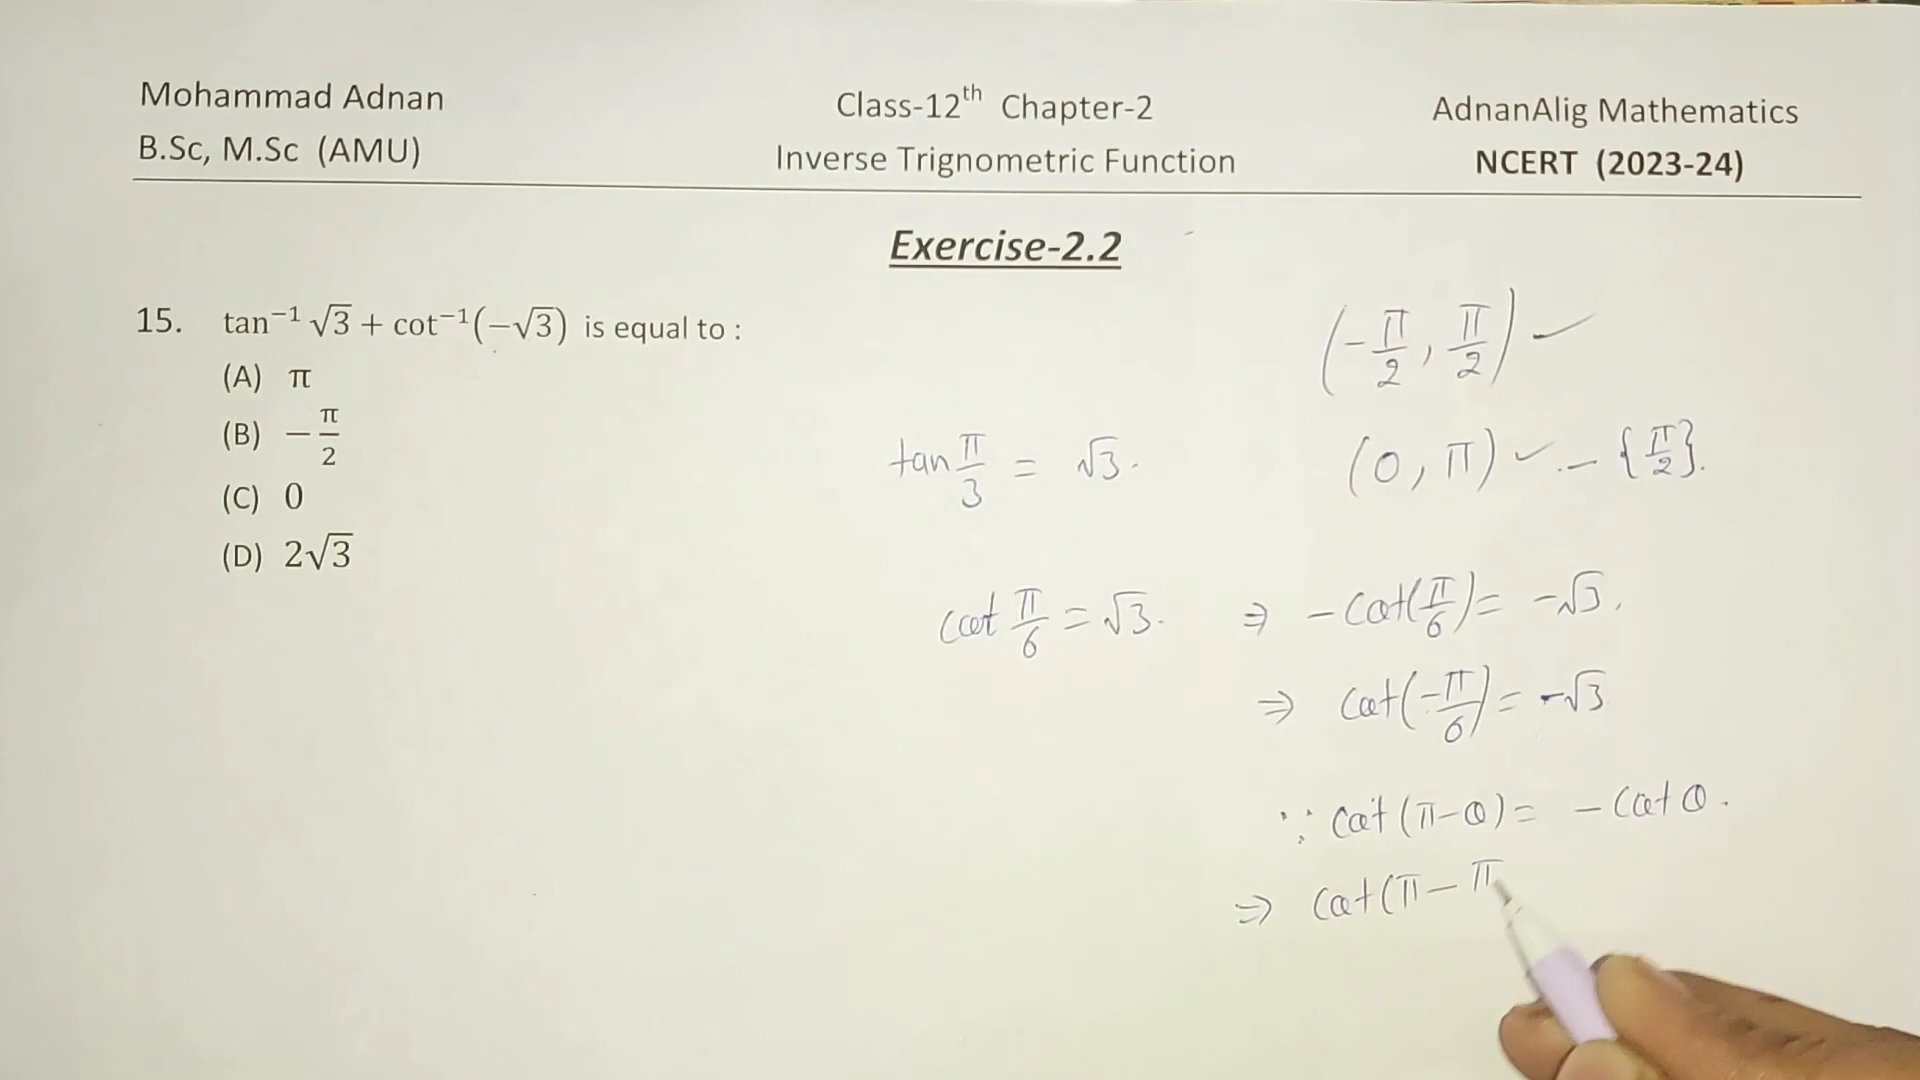 Mohammad Adnan
B.Sc, M.Sc (AMU)
Class-12th Chapter-2
Inverse Trignometric Function
AdnanAlig Mathematics
NCERT (2023-24)
Exercise-2.2
15. tan⁻¹ √3 + cot⁻¹(−√3) is equal to :
(A) π
(B) −π/2
(C) 0
(D) 2√3
(-π/2, π/2) ✓
(0, π) ✓ - {π/2}.
tan π/3 = √3.
cot π/6 = √3. ⇒ -cot(π/6) = -√3.
⇒ cot(-π/6) = -√3
∵ cot(π-θ) = -cot θ.
⇒ cot(π - π